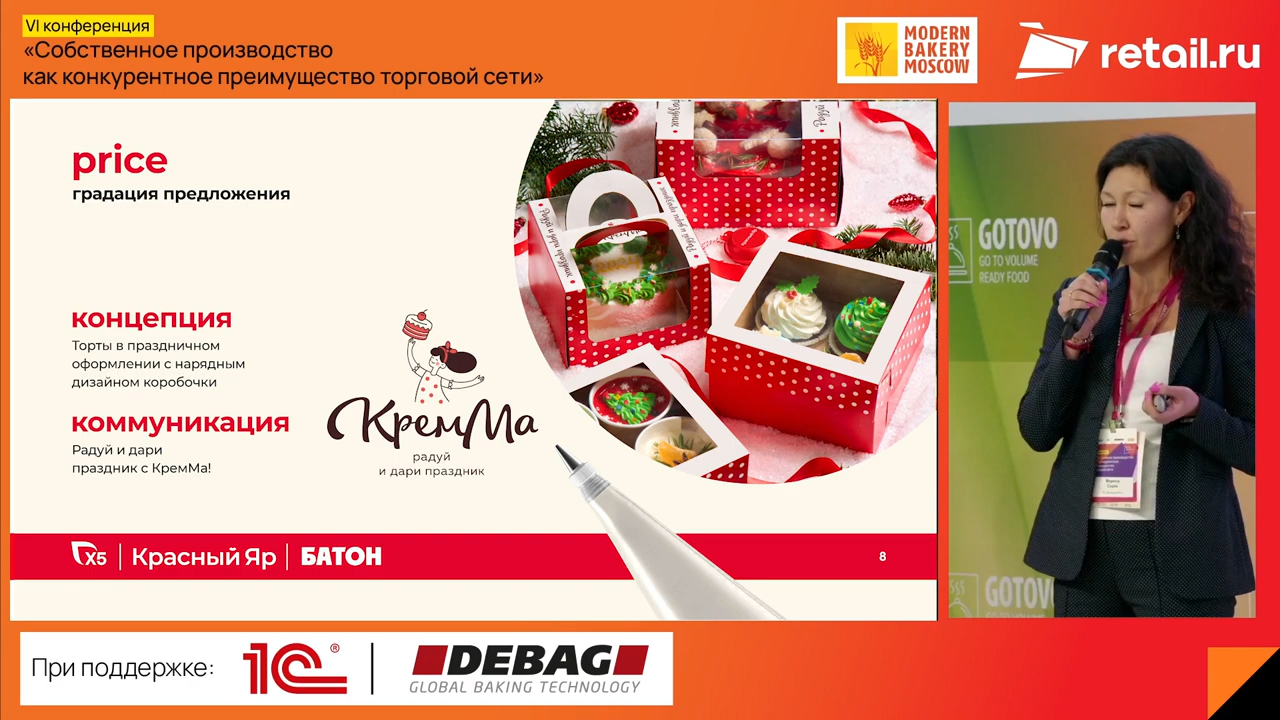 VI конференция
«Собственное производство
как конкурентное преимущество торговой сети»
MODERN
BAKERY
MOSCOW
retail.ru
price
градация предложения
концепция
Торты в праздничном
оформлении с нарядным
дизайном коробочки
коммуникация
Радуй и дари
праздник с КремМа!
КремМа
радуй
и дари праздник
X5 | Красный Яр | БАТОН
8
GOTOVO
GO TO VOLUME
READY FOOD
GOTOVO
При поддержке:
1С®
DEBAG
GLOBAL BAKING TECHNOLOGY